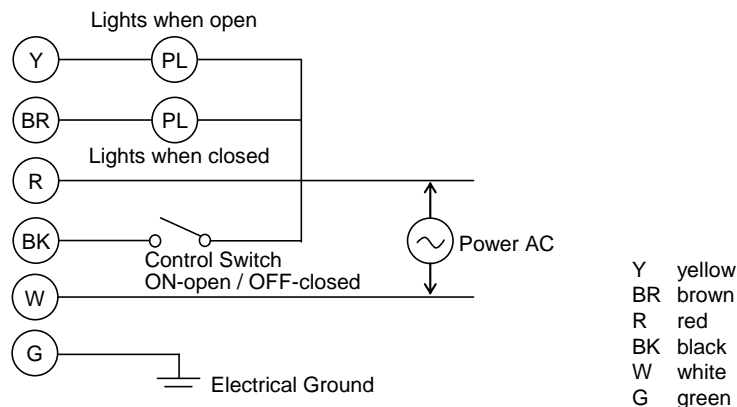 Lights when open
Y PL
BR PL
Lights when closed
R
BK
Control Switch
ON-open / OFF-closed
Power AC
W
G
Electrical Ground
Y yellow
BR brown
R red
BK black
W white
G green